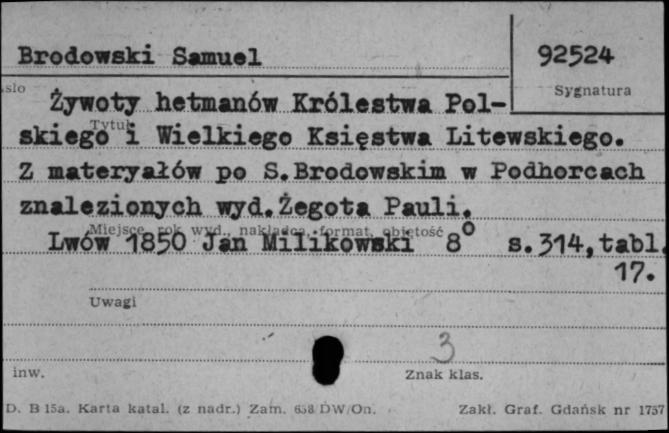 Brodowski Samuel 92524
Sygnatura
Żywoty hetmanów Królestwa Pol-
Tytuł
skiego i Wielkiego Księstwa Litewskiego.
Z materyałów po S.Brodowskim w Podhorcach
znalezionych wyd.Żegota Pauli.
Miejsce, rok wyd., nakładca, format, objętość
Lwów 1850 Jan Milikowski 8° s.314,tabl.
17.
Uwagi
3
inw. Znak klas.
D. B 15a. Karta katal. (z nadr.) Zam. 658 DW/On. Zakł. Graf. Gdańsk nr 1757